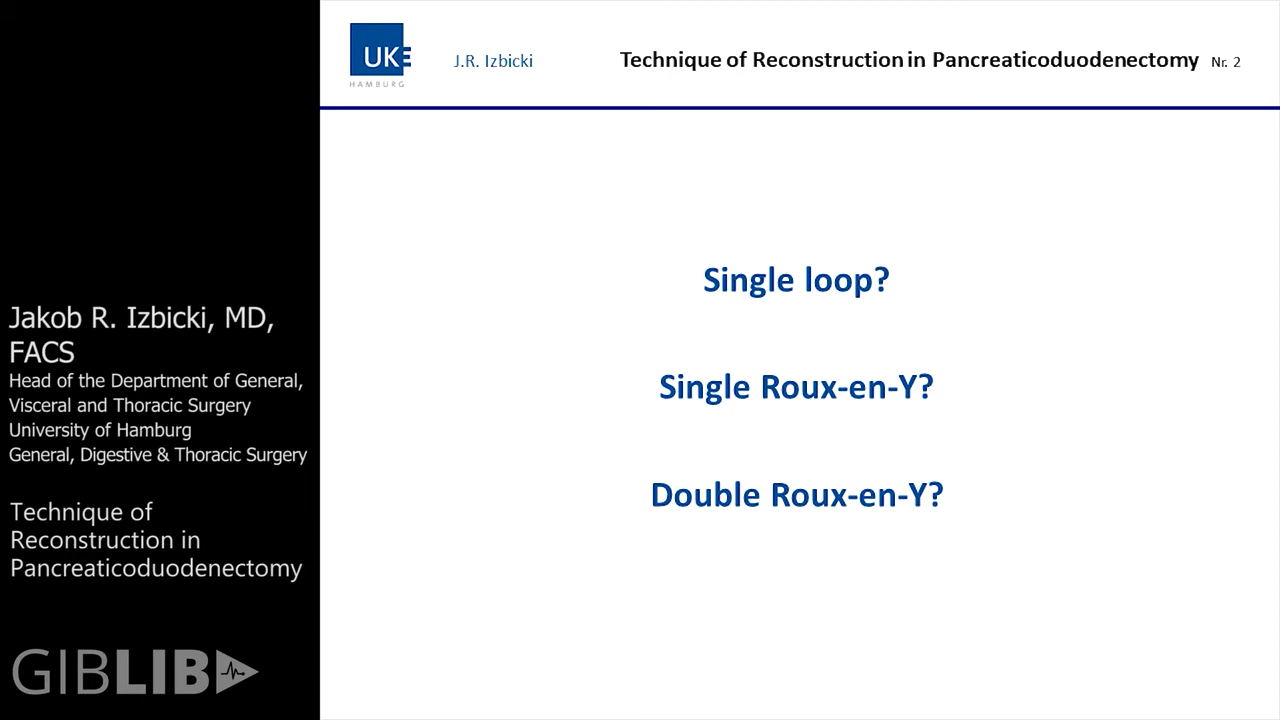 UKE
HAMBURG
J.R. Izbicki
Technique of Reconstruction in Pancreaticoduodenectomy Nr. 2
Single loop?
Single Roux-en-Y?
Double Roux-en-Y?
Jakob R. Izbicki, MD,
FACS
Head of the Department of General,
Visceral and Thoracic Surgery
University of Hamburg
General, Digestive & Thoracic Surgery
Technique of
Reconstruction in
Pancreaticoduodenectomy
GIBLIB